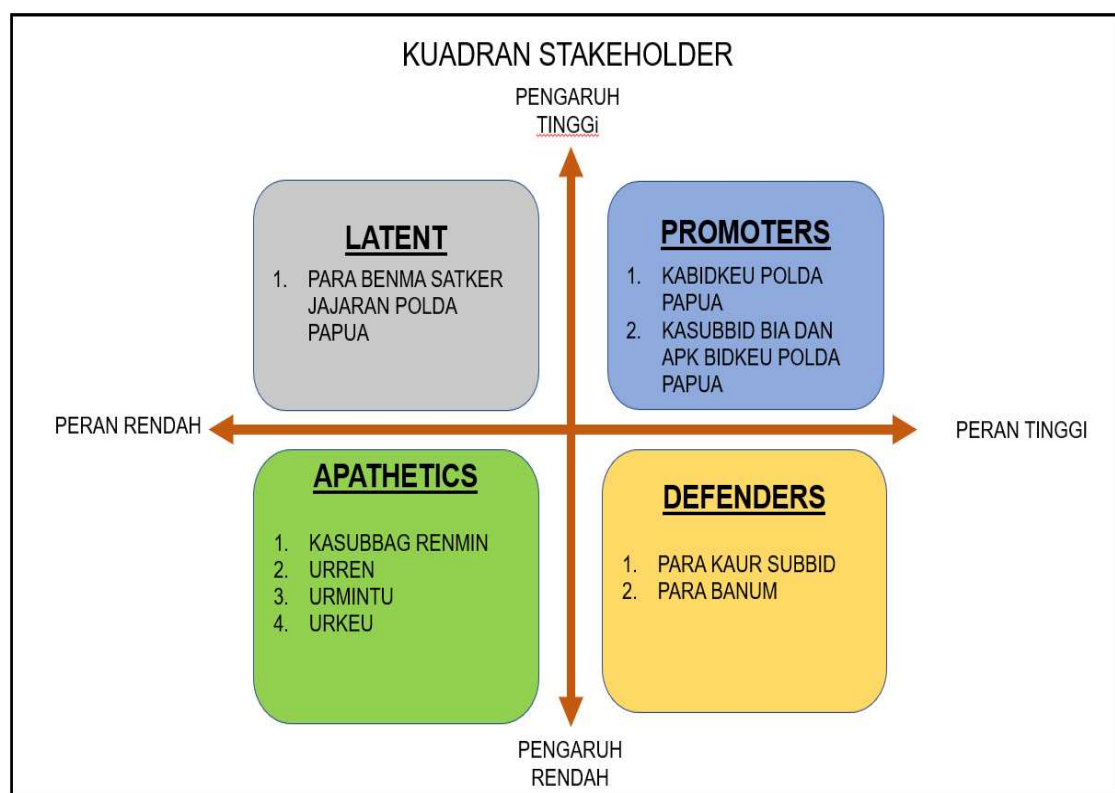 KUADRAN STAKEHOLDER
PENGARUH
TINGGi
LATENT
1. PARA BENMA SATKER
JAJARAN POLDA
PAPUA
PROMOTERS
1. KABIDKEU POLDA
PAPUA
2. KASUBBID BIA DAN
APK BIDKEU POLDA
PAPUA
PERAN RENDAH
PERAN TINGGI
APATHETICS
1. KASUBBAG RENMIN
2. URREN
3. URMINTU
4. URKEU
DEFENDERS
1. PARA KAUR SUBBID
2. PARA BANUM
PENGARUH
RENDAH